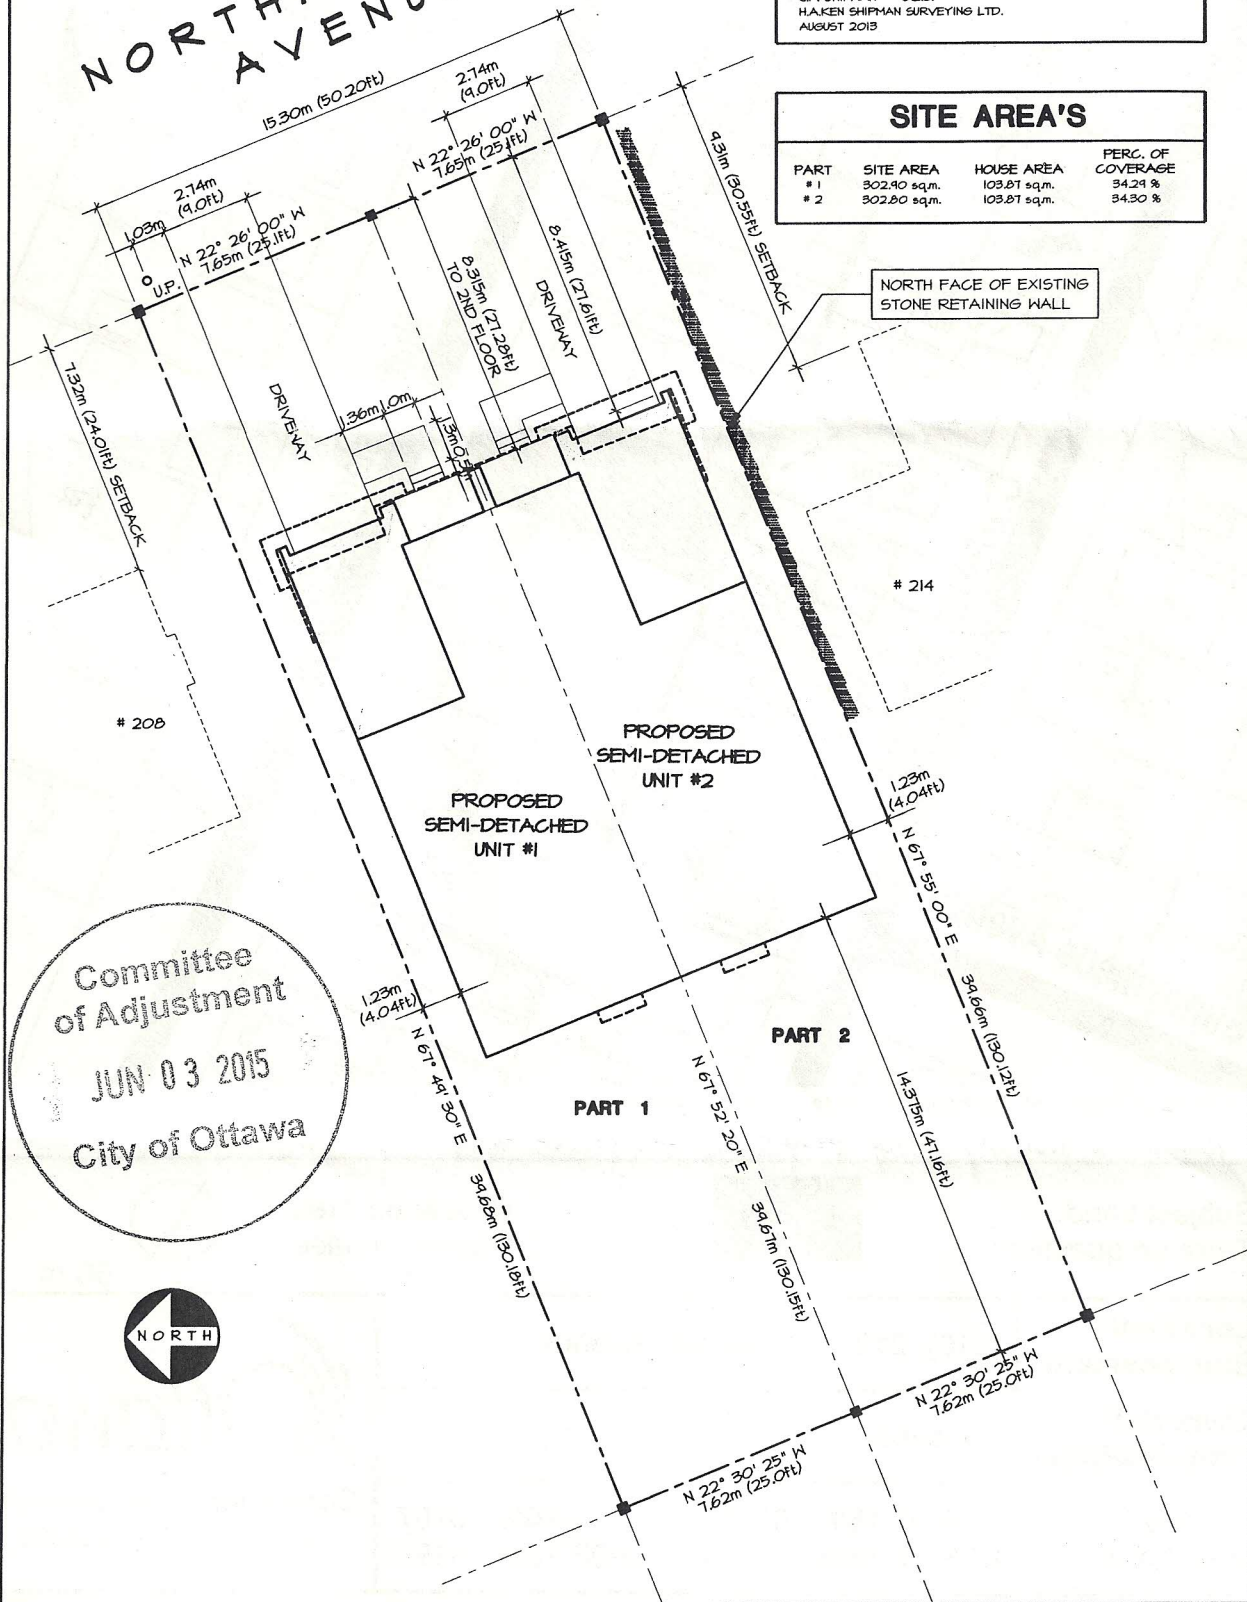 AVENU
H.A.KEN SHIPMAN SURVEYING LTD.
AUGUST 2013
SITE AREA'S
PART SITE AREA HOUSE AREA PERC. OF COVERAGE
# 1 302.90 sq.m. 103.87 sq.m. 34.29 %
# 2 302.80 sq.m. 103.87 sq.m. 34.30 %
15.30m (50.20ft)
2.74m
(9.0ft)
N 22° 26' 00" W
7.65m (25.1ft)
2.74m
(9.0ft)
1.03m
N 22° 26' 00" W
7.65m (25.1ft)
U.P.
9.31m (30.55ft) SETBACK
NORTH FACE OF EXISTING
STONE RETAINING WALL
7.32m (24.01ft) SETBACK
8.315m (27.28ft)
TO 2ND FLOOR
8.415m (27.61ft)
DRIVEWAY
DRIVEWAY
1.0m
# 214
# 208
PROPOSED
SEMI-DETACHED
UNIT #2
PROPOSED
SEMI-DETACHED
UNIT #1
1.23m
(4.04ft)
N 67° 55' 00" E
39.66m (130.12ft)
1.23m
(4.04ft)
N 67° 49' 30" E
39.68m (130.18ft)
PART 2
PART 1
N 67° 52' 20" E
39.67m (130.15ft)
14.375m (47.16ft)
N 22° 30' 25" W
7.62m (25.0ft)
N 22° 30' 25" W
7.62m (25.0ft)
Committee
of Adjustment
JUN 03 2015
City of Ottawa
NORTH